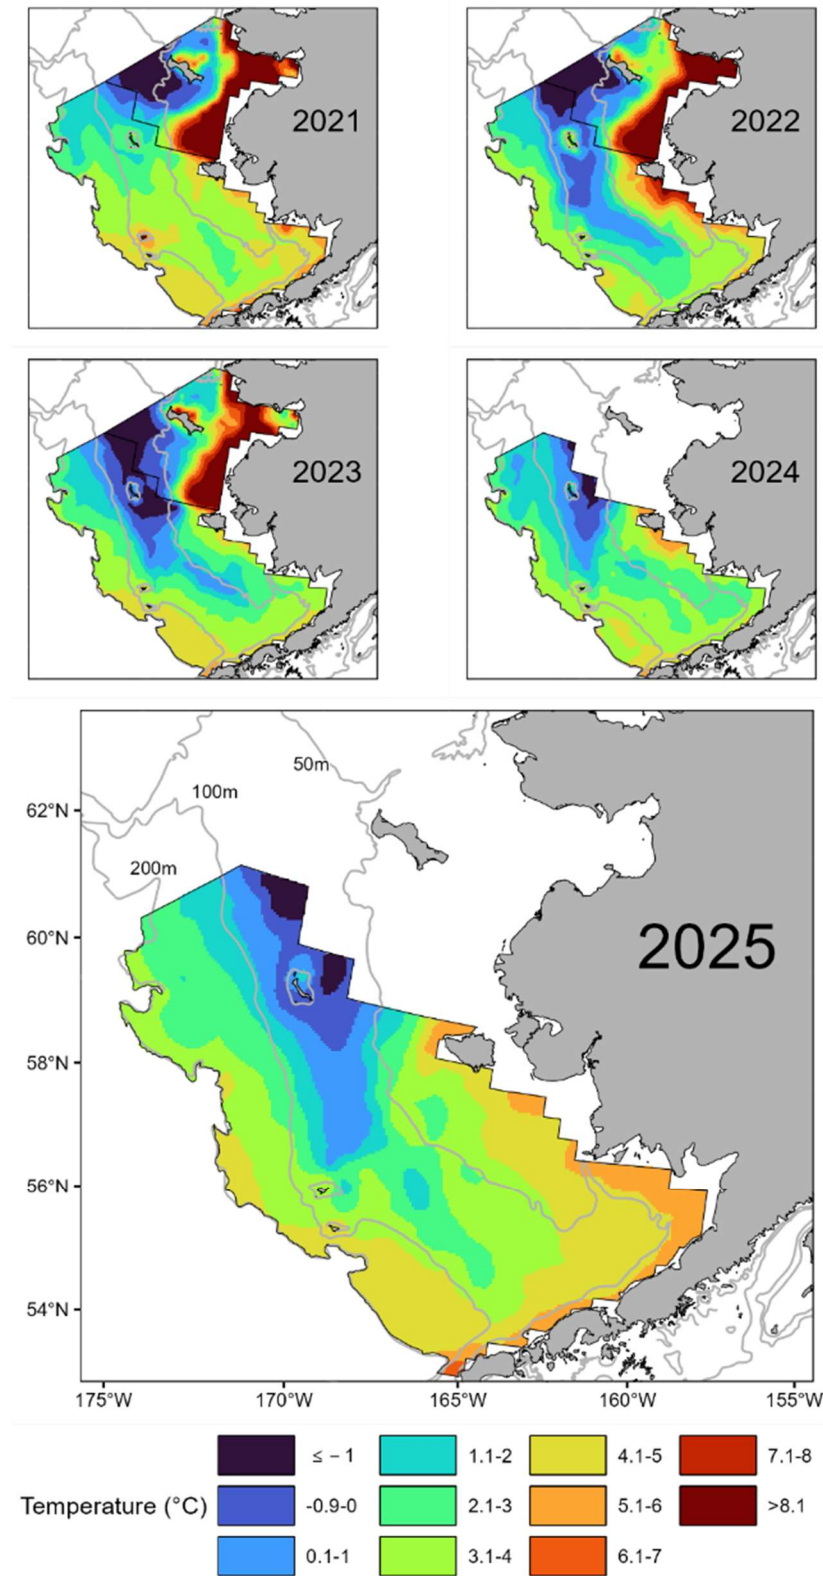 2021
2022
2023
2024
50m
100m
62°N
200m
60°N
2025
58°N
56°N
54°N
175°W 170°W 165°W 160°W 155°W
≤ − 1 1.1-2 4.1-5 7.1-8
Temperature (°C) -0.9-0 2.1-3 5.1-6 >8.1
0.1-1 3.1-4 6.1-7